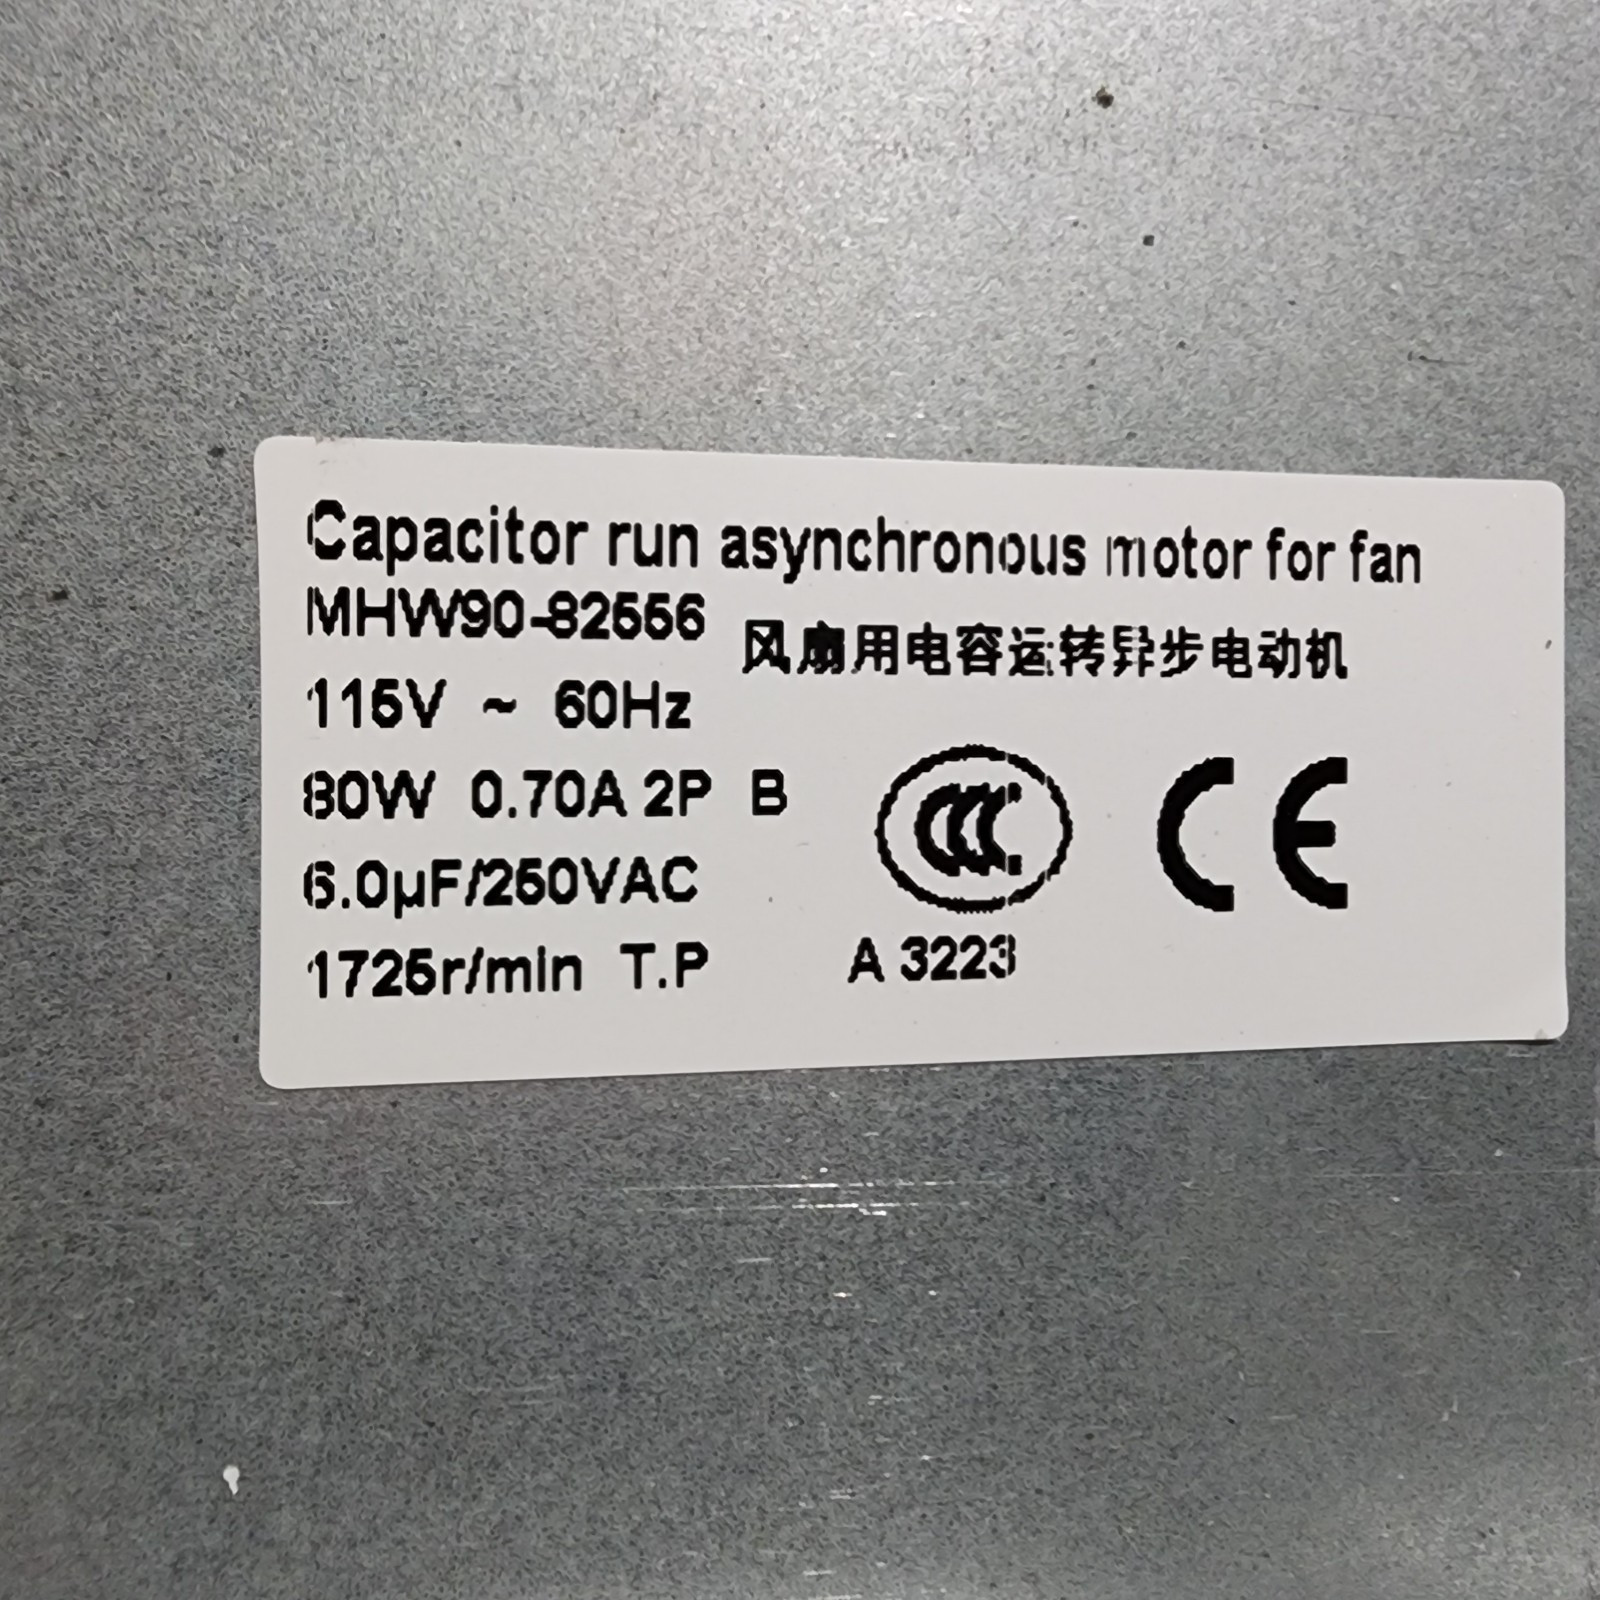 Capacitor run asynchronous motor for fan
MHW90-82556
风扇用电容运转异步电动机
115V ~ 60Hz
80W 0.70A 2P B
6.0μF/250VAC
1725r/min T.P
A 3223
CCC
CE